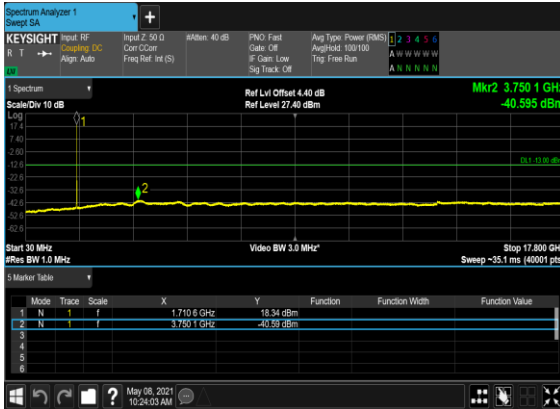 Spectrum Analyzer 1
Swept SA
+
KEYSIGHT Input: RF Input Z: 50 Ω #Atten: 40 dB PNO: Fast Avg Type: Power (RMS) 1 2 3 4 5 6
R T Coupling: DC Corr CCorr Gate: Off Avg|Hold: 100/100 A W W W W W
Align: Auto Freq Ref: Int (S) IF Gain: Low Trig: Free Run
Sig Track: Off A N N N N N
1 Spectrum
Ref Lvl Offset 4.40 dB Mkr2 3.750 1 GHz
Scale/Div 10 dB Ref Level 27.40 dBm -40.595 dBm
Log
1
17.4
7.40
-2.60
-12.6
DL1 -13.00 dBm
-22.6
-32.6
2
-42.6
-52.6
-62.6
Start 30 MHz Video BW 3.0 MHz* Stop 17.800 GHz
#Res BW 1.0 MHz Sweep ~35.1 ms (40001 pts)
5 Marker Table
Mode Trace Scale X Y Function Function Width Function Value
1 N 1 f 1.710 6 GHz 18.34 dBm
2 N 1 f 3.750 1 GHz -40.59 dBm
3
4
5
6
? May 08, 2021
10:24:03 AM